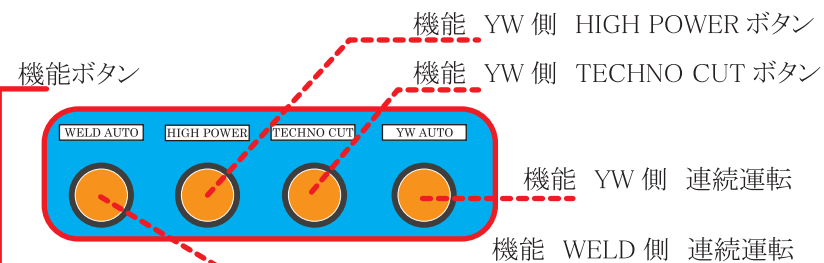 機能 YW 側 HIGH POWER ボタン
機能 YW 側 TECHNO CUT ボタン
機能ボタン
WELD AUTO HIGH POWER TECHNO CUT YW AUTO
機能 YW 側 連続運転
機能 WELD 側 連続運転